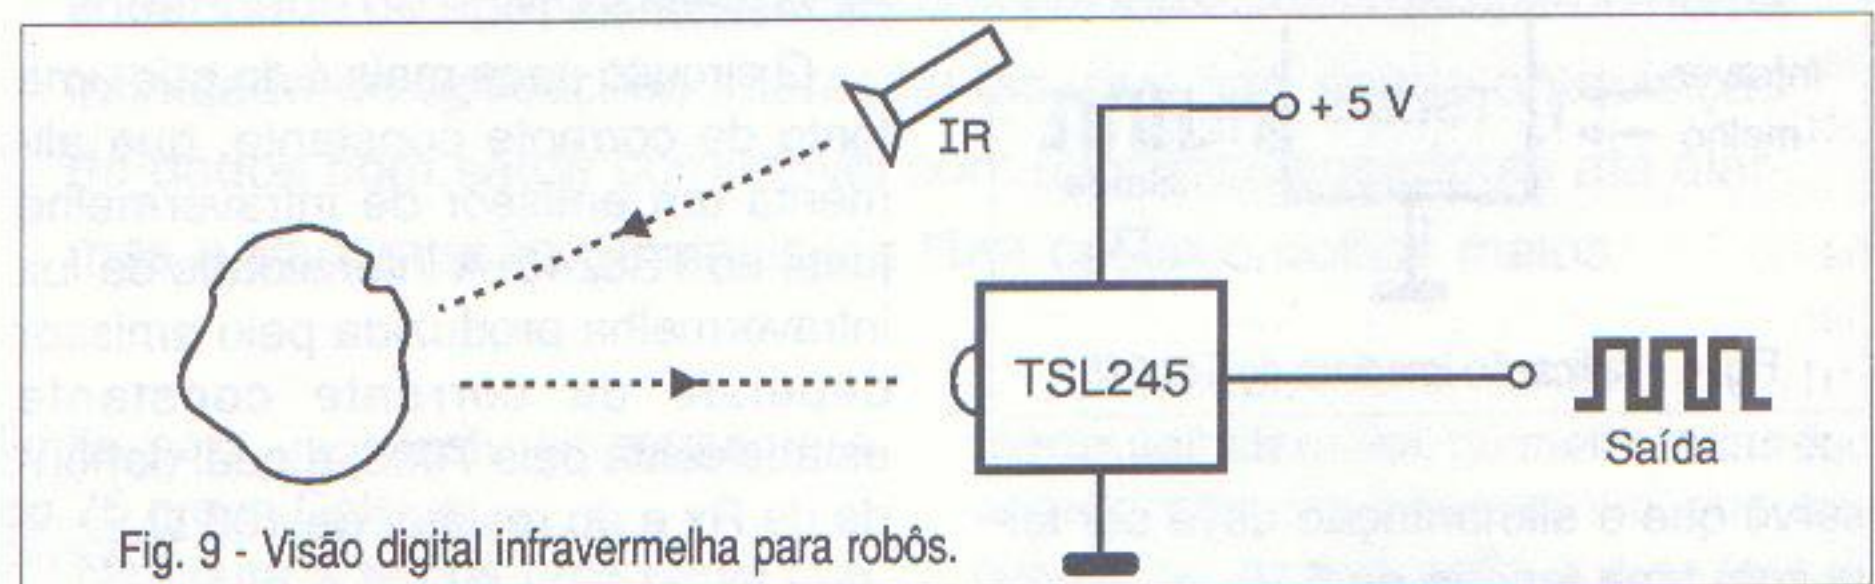 IR
+ 5 V
TSL245
Saída
Fig. 9 - Visão digital infravermelha para robôs.